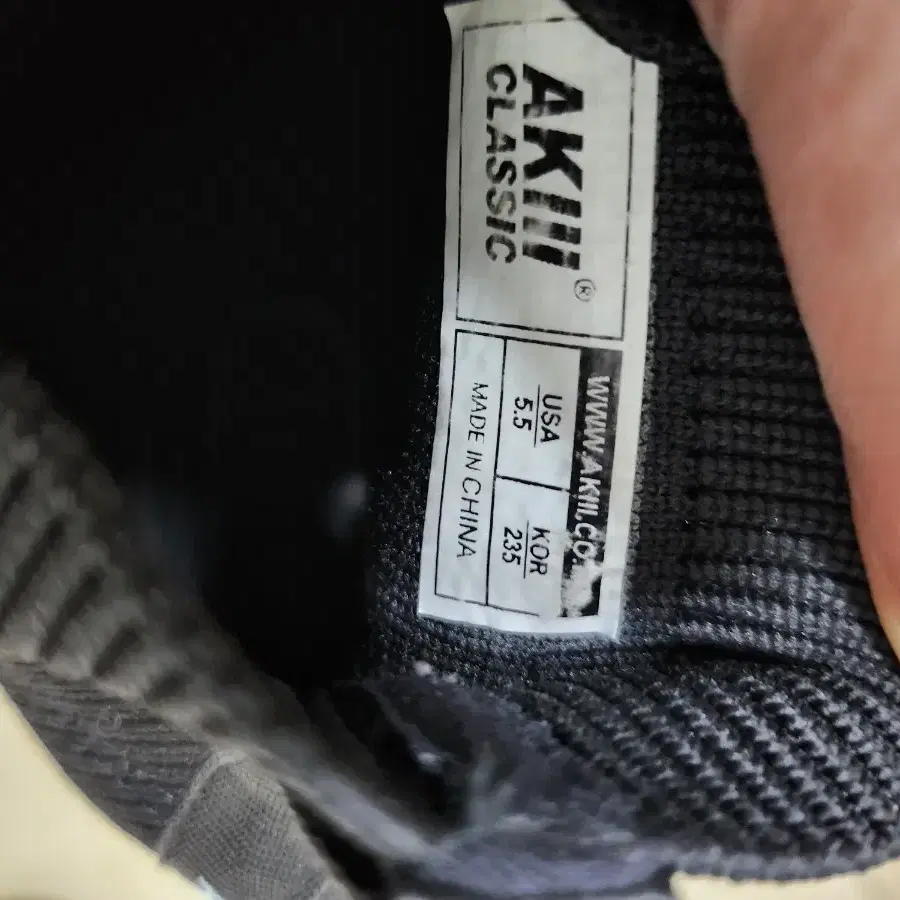 AKIII®
CLASSIC
WWW.AKIII.CO.
USA
5.5
KOR
235
MADE IN CHINA